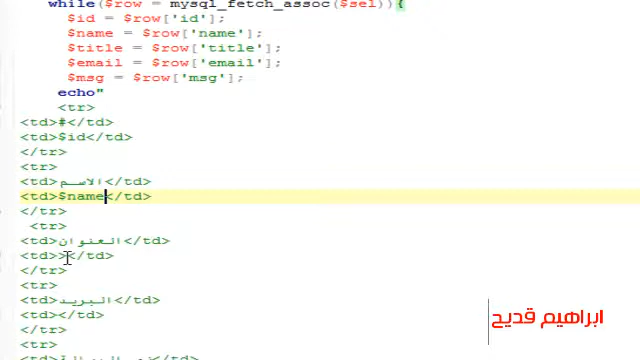 while($row = mysql_fetch_assoc($sel)){
$id = $row['id'];
$name = $row['name'];
$title = $row['title'];
$email = $row['email'];
$msg = $row['msg'];
echo"
<tr>
<td>#</td>
<td>$id</td>
</tr>
<tr>
<td>الاسم</td>
<td>$name</td>
</tr>
<tr>
<td>العنوان</td>
<td>></td>
</tr>
<tr>
<td>البريد</td>
<td></td>
</tr>
<tr>
ابراهيم قديح